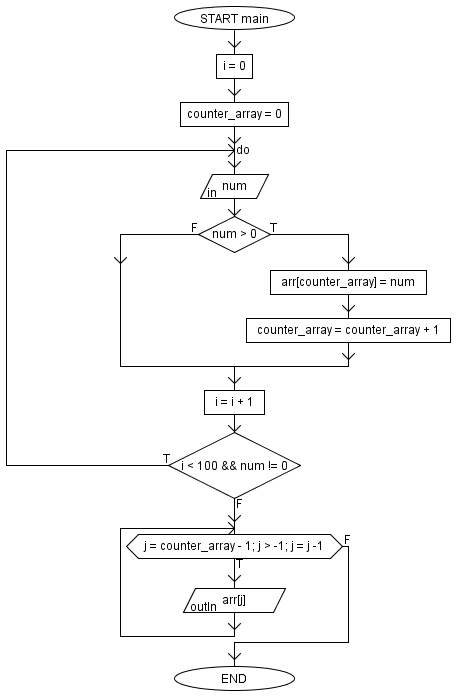 START main
i = 0
counter_array = 0
do
in num
num > 0
F
T
arr[counter_array] = num
counter_array = counter_array + 1
i = i + 1
i < 100 && num != 0
T
F
j = counter_array - 1; j > -1; j = j -1
F
T
outln arr[j]
END